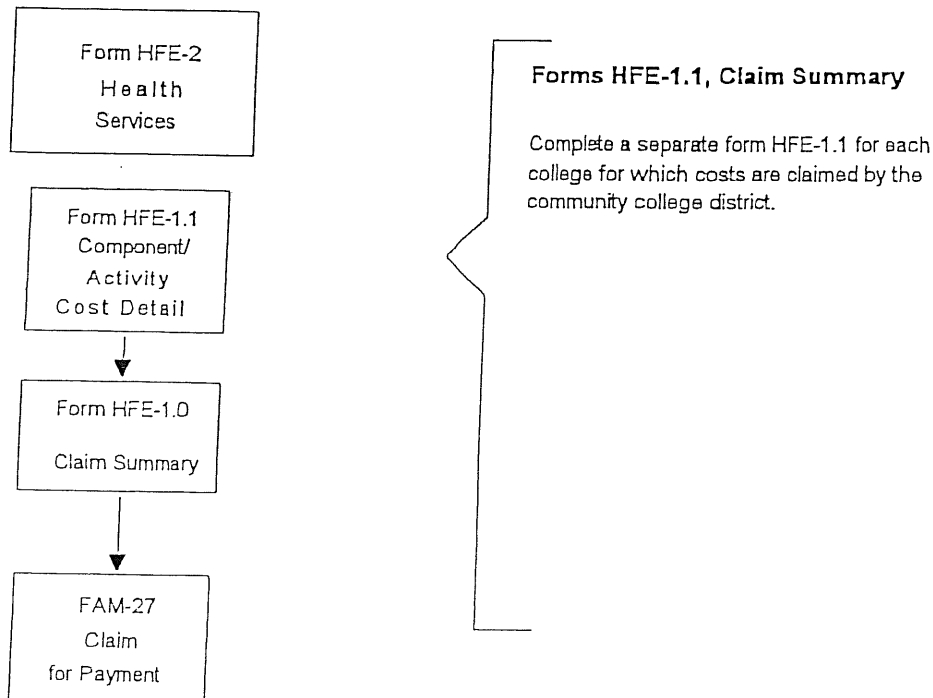 Form HFE-2
Health
Services
Form HFE-1.1
Component/
Activity
Cost Detail
Form HFE-1.0
Claim Summary
FAM-27
Claim
for Payment
Forms HFE-1.1, Claim Summary
Complete a separate form HFE-1.1 for each
college for which costs are claimed by the
community college district.